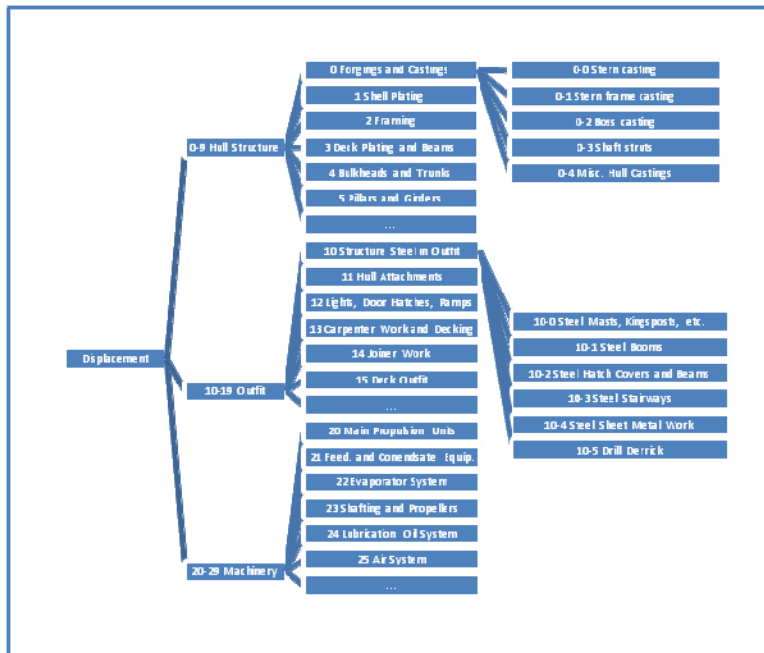 Displacement
0-9 Hull Structure
0 Forgings and Castings
0-0 Stern casting
0-1 Stern frame casting
0-2 Boss casting
0-3 Shaft struts
0-4 Misc. Hull Castings
1 Shell Plating
2 Framing
3 Deck Plating and Beams
4 Bulkheads and Trunks
5 Pillars and Girders
...
10-19 Outfit
10 Structure Steel in Outfit
10-0 Steel Masts, Kingsposts, etc.
10-1 Steel Booms
10-2 Steel Hatch Covers and Beams
10-3 Steel Stairways
10-4 Steel Sheet Metal Work
10-5 Drill Derrick
11 Hull Attachments
12 Lights, Door Hatches, Ramps
13 Carpenter Work and Decking
14 Joiner Work
15 Deck Outfit
...
20-29 Machinery
20 Main Propulsion Units
21 Feed. and Conendsate Equip.
22 Evaporator System
23 Shafting and Propellers
24 Lubrication Oil System
25 Air System
...